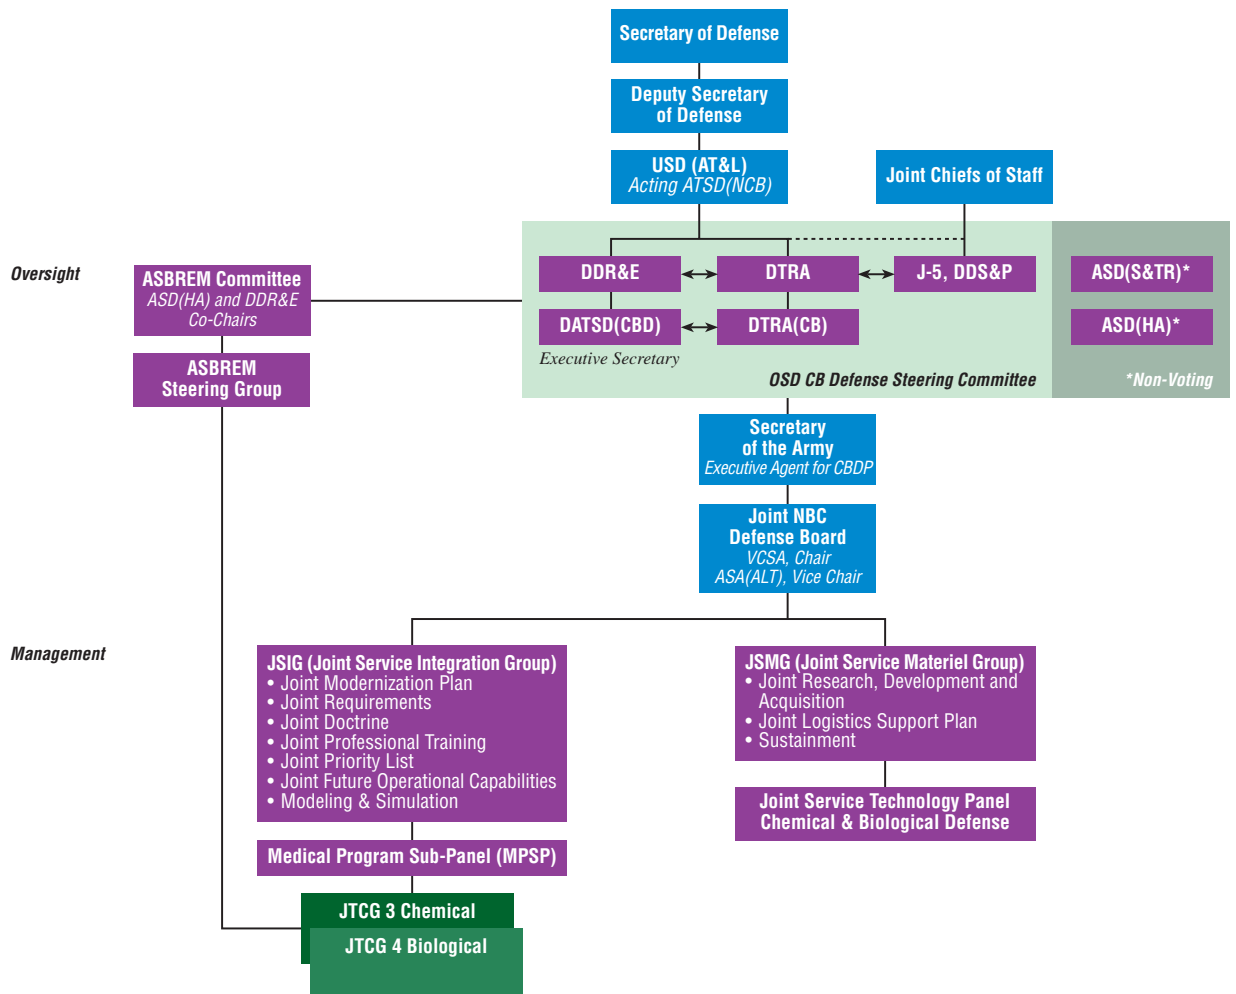 Secretary of Defense
Deputy Secretary
of Defense
USD (AT&L)
Acting ATSD(NCB)
Joint Chiefs of Staff
Oversight
ASBREM Committee
ASD(HA) and DDR&E
Co-Chairs
ASBREM
Steering Group
DDR&E
DTRA
J-5, DDS&P
ASD(S&TR)*
DATSD(CBD)
DTRA(CB)
ASD(HA)*
Executive Secretary
OSD CB Defense Steering Committee
*Non-Voting
Secretary
of the Army
Executive Agent for CBDP
Joint NBC
Defense Board
VCSA, Chair
ASA(ALT), Vice Chair
Management
JSIG (Joint Service Integration Group)
• Joint Modernization Plan
• Joint Requirements
• Joint Doctrine
• Joint Professional Training
• Joint Priority List
• Joint Future Operational Capabilities
• Modeling & Simulation
JSMG (Joint Service Materiel Group)
• Joint Research, Development and
Acquisition
• Joint Logistics Support Plan
• Sustainment
Joint Service Technology Panel
Chemical & Biological Defense
Medical Program Sub-Panel (MPSP)
JTCG 3 Chemical
JTCG 4 Biological